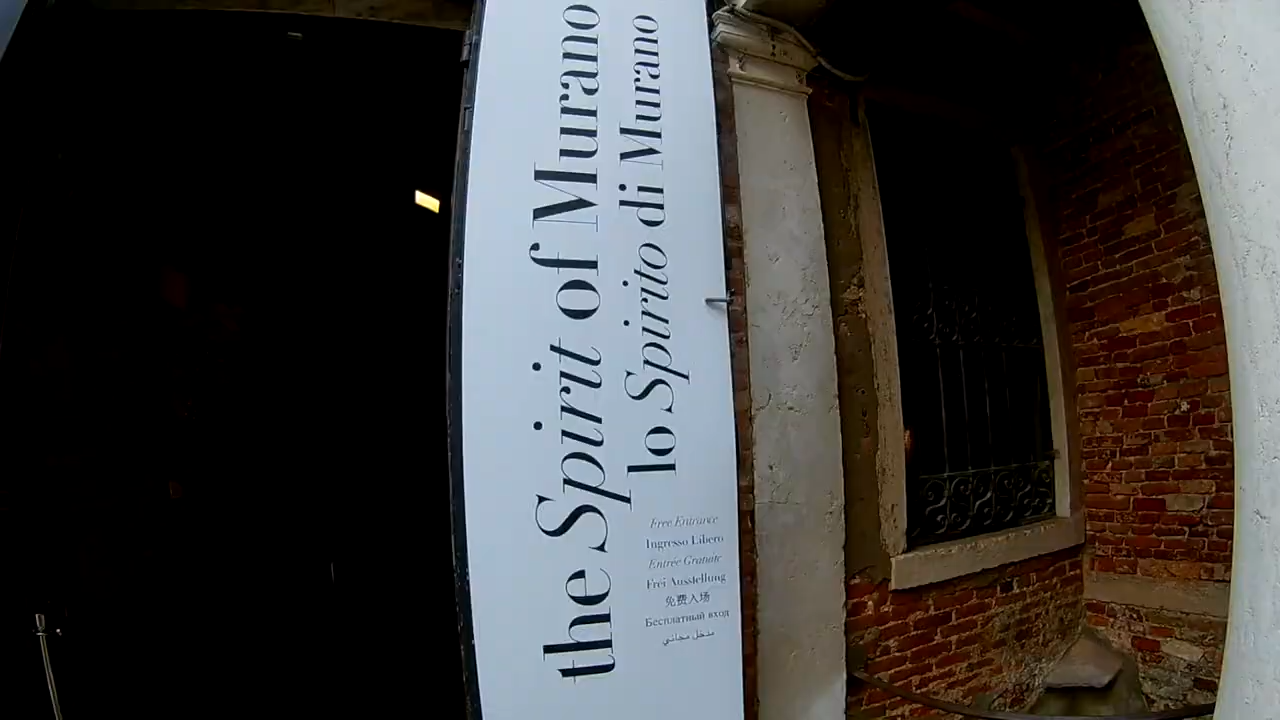 the Spirit of Murano
lo Spirito di Murano
Free Entrance
Ingresso Libero
Entrée Gratuite
Frei Ausstellung
免费入场
Бесплатный вход
مدخل مجاني